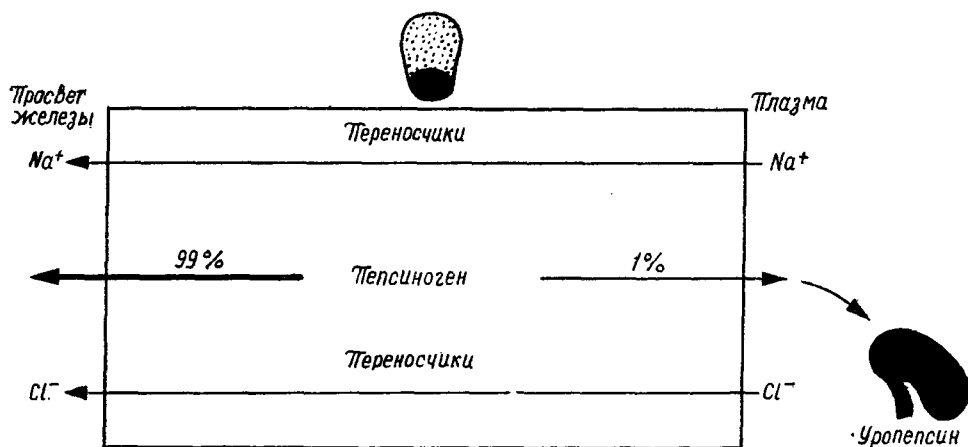 Просвет
железы
Плазма
Переносчики
Na⁺
Na⁺
99%
Пепсиноген
1%
Переносчики
Cl⁻
Cl⁻
Уропепсин